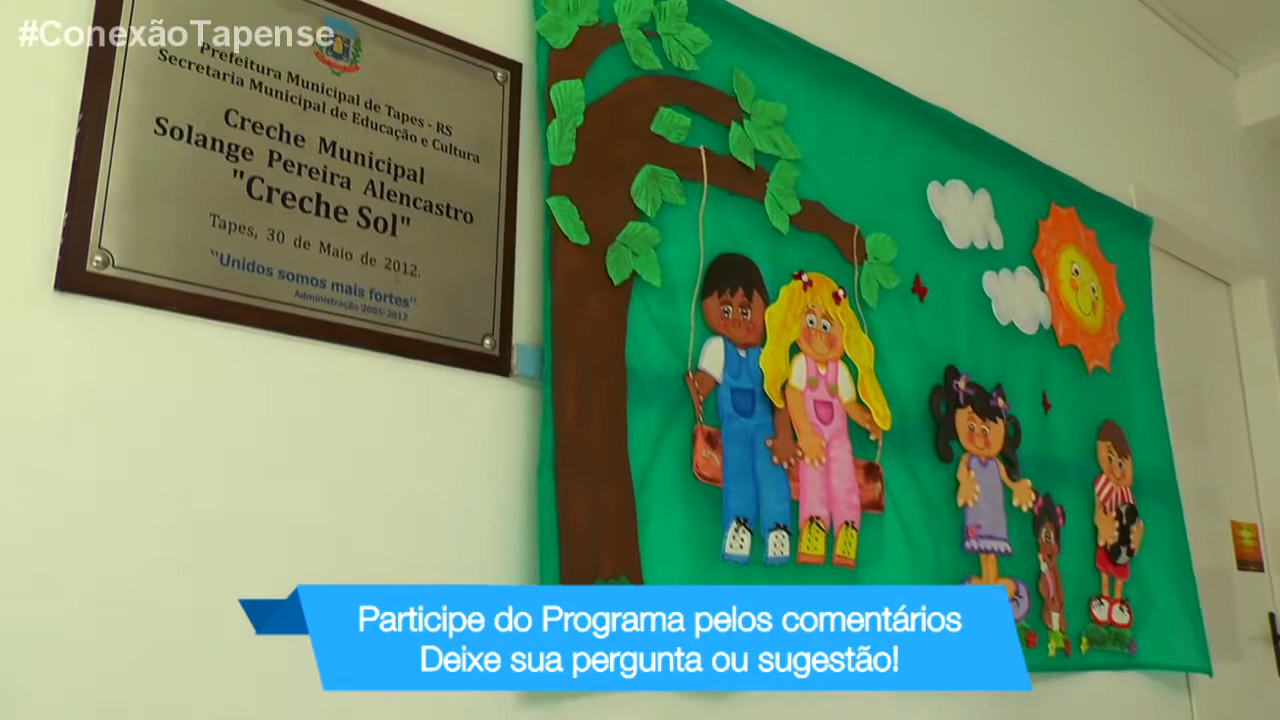 #ConexãoTapense
Prefeitura Municipal de Tapes - RS
Secretaria Municipal de Educação e Cultura
Creche Municipal
Solange Pereira Alencastro
"Creche Sol"
Tapes, 30 de Maio de 2012.
"Unidos somos mais fortes"
Administração 2005-2012
Participe do Programa pelos comentários
Deixe sua pergunta ou sugestão!